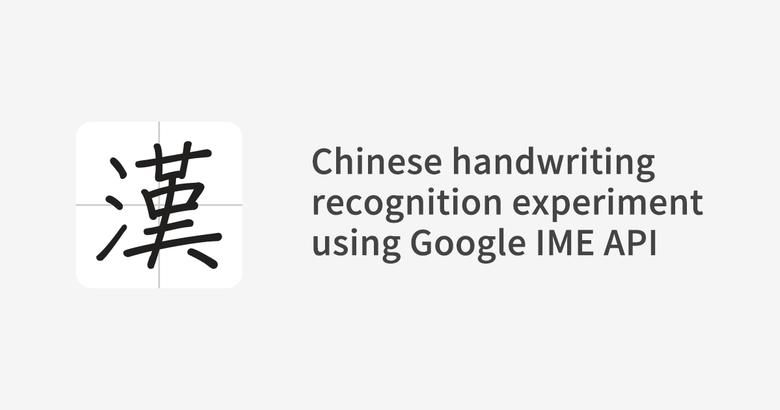 漢
Chinese handwriting
recognition experiment
using Google IME API